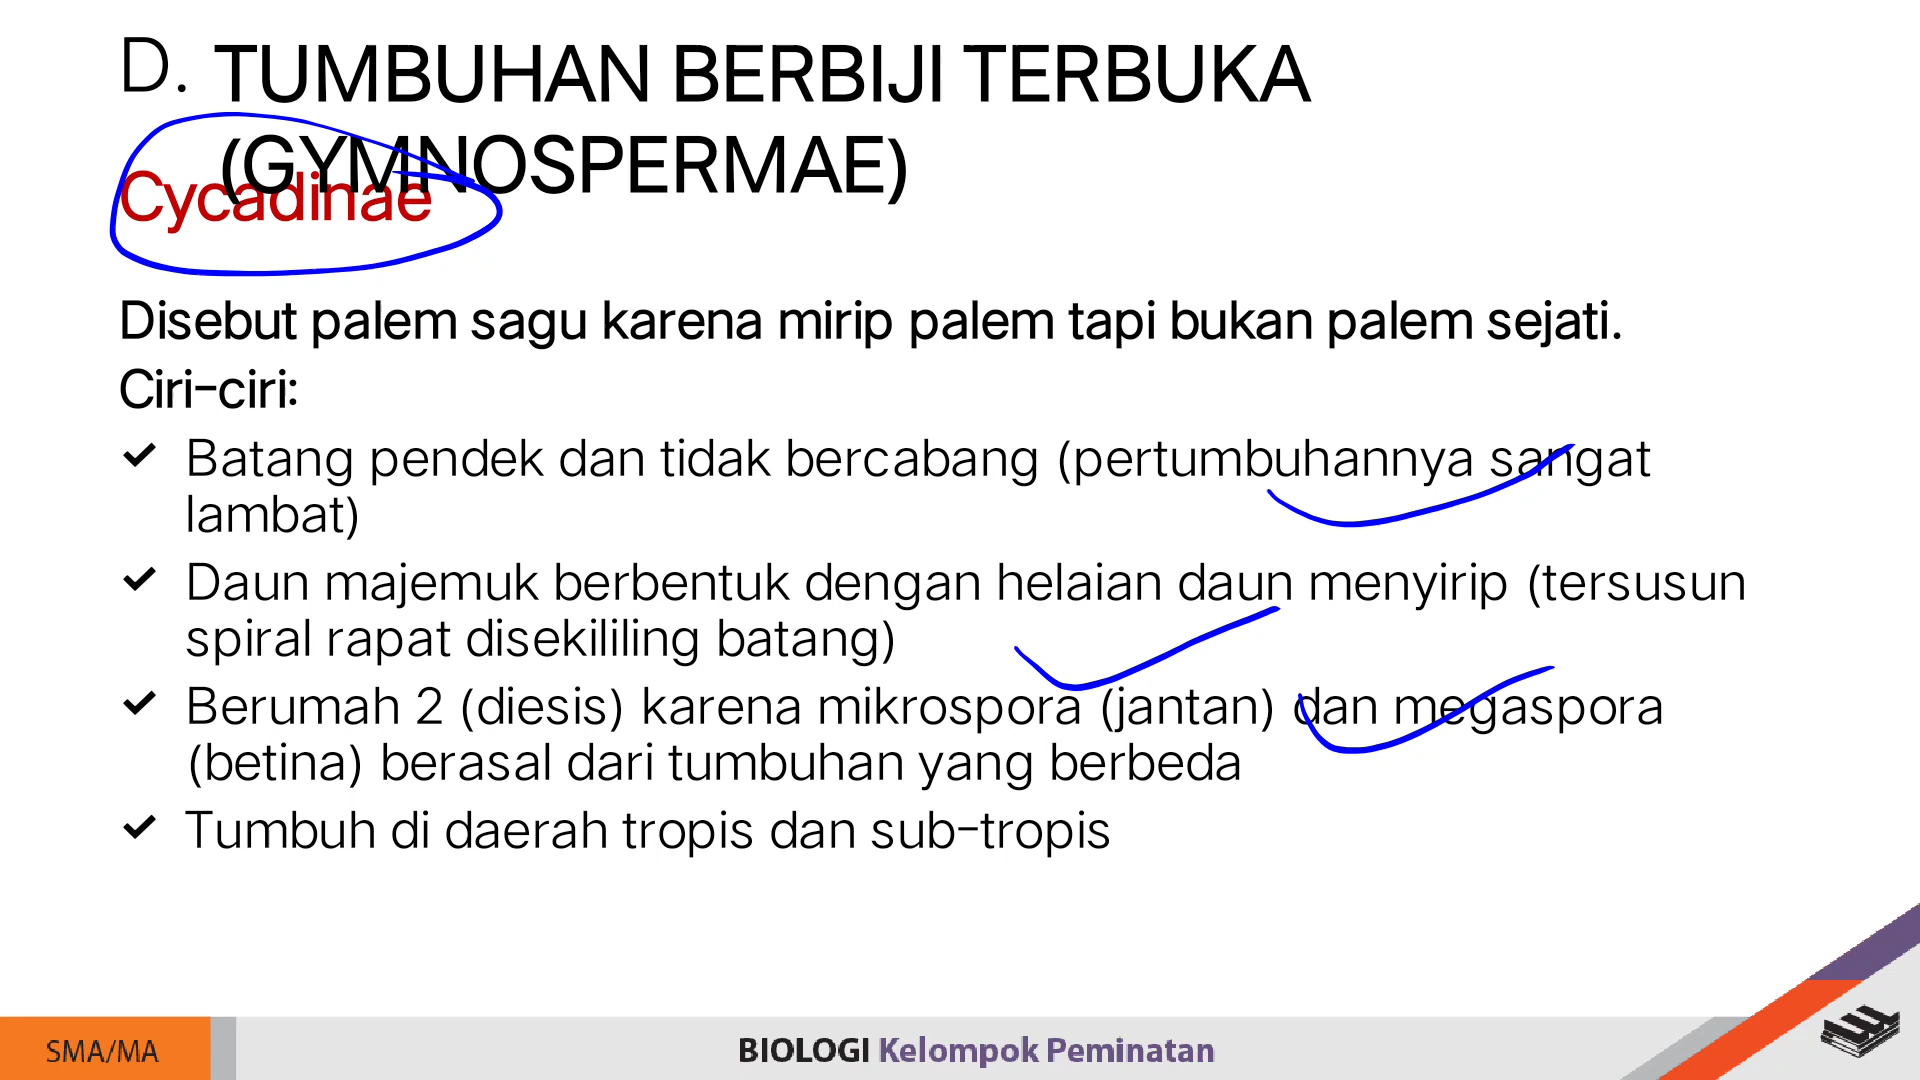 D. TUMBUHAN BERBIJI TERBUKA
(GYMNOSPERMAE)
Cycadinae
Disebut palem sagu karena mirip palem tapi bukan palem sejati.
Ciri-ciri:
✔ Batang pendek dan tidak bercabang (pertumbuhannya sangat
lambat)
✔ Daun majemuk berbentuk dengan helaian daun menyirip (tersusun
spiral rapat disekililing batang)
✔ Berumah 2 (diesis) karena mikrospora (jantan) dan megaspora
(betina) berasal dari tumbuhan yang berbeda
✔ Tumbuh di daerah tropis dan sub-tropis
SMA/MA
BIOLOGI Kelompok Peminatan